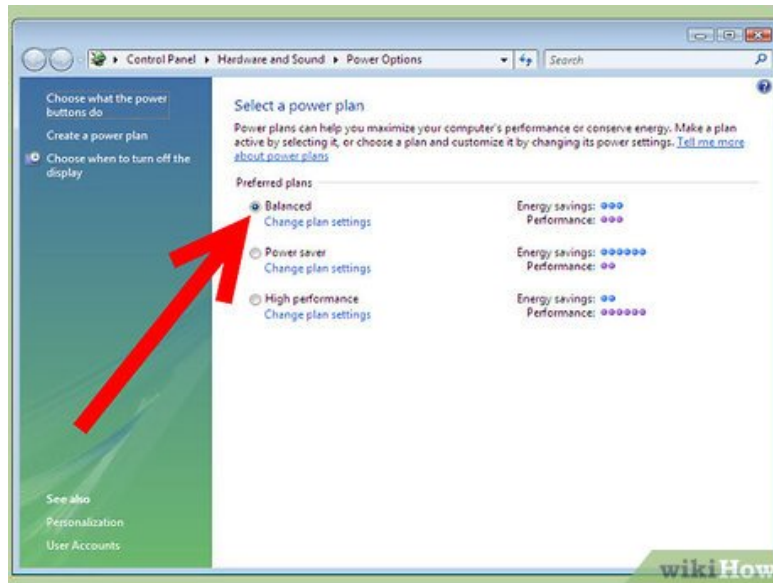 Control Panel ▸ Hardware and Sound ▸ Power Options
Search
Choose what the power
buttons do
Create a power plan
Choose when to turn off the
display
See also
Personalization
User Accounts
Select a power plan
Power plans can help you maximize your computer's performance or conserve energy. Make a plan
active by selecting it, or choose a plan and customize it by changing its power settings. Tell me more
about power plans
Preferred plans
Balanced Energy savings:
Change plan settings Performance:
Power saver Energy savings:
Change plan settings Performance:
High performance Energy savings:
Change plan settings Performance:
wikiHow